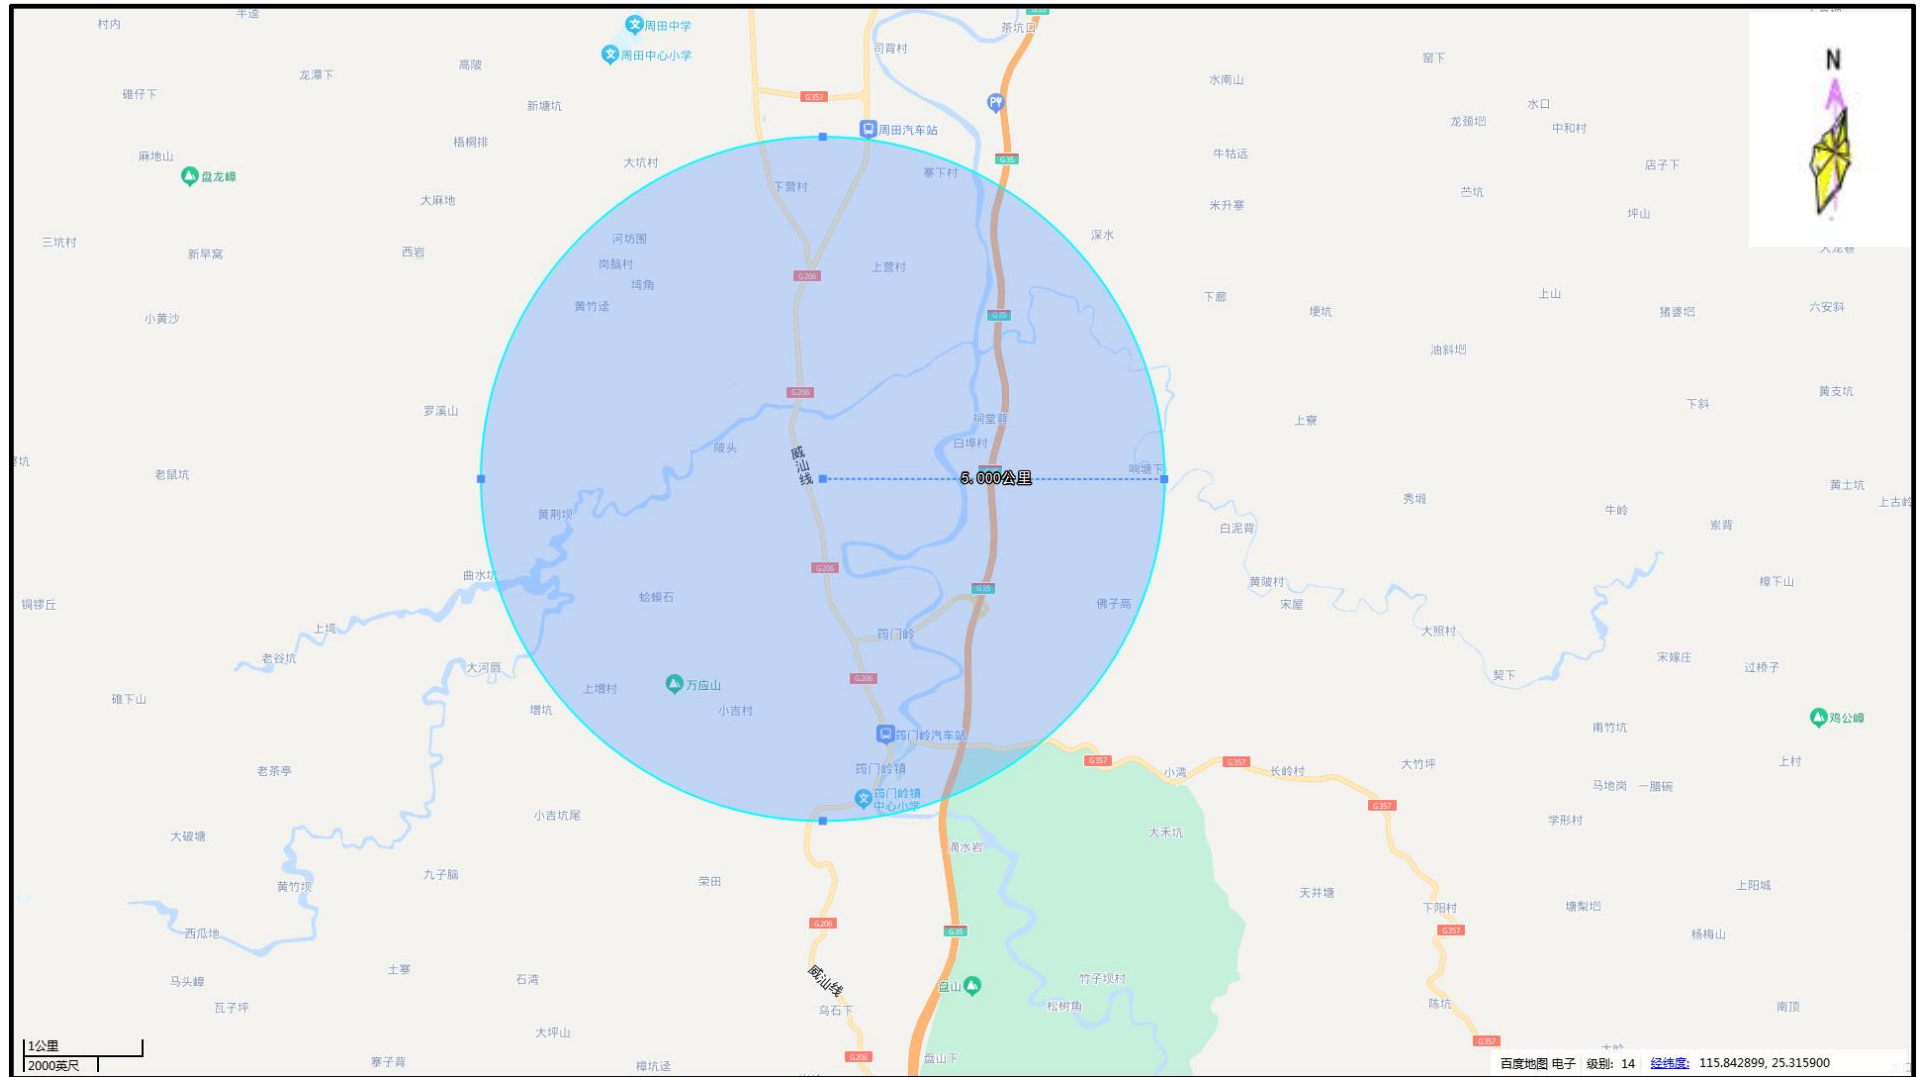 村内
半迳
周田中学
周田中心小学
茶坑口
司背村
窑下
N
龙潭下
高陂
水南山
碓仔下
新塘坑
G357
水口
梧桐排
周田汽车站
龙颈坳
中和村
麻地山
盘龙嶂
大坑村
G35
牛牯远
店子下
下营村
寨下村
大麻地
米升寨
坪山
三坑村
新早窝
西岩
河坊围
深水
岗脑村
上营村
G206
黄竹迳
下廊
上山
小黄沙
G35
埂坑
猪婆坳
六安斜
油斜坳
G206
黄支坑
罗溪山
下斜
祠堂背
上寮
陂头
白埠村
威汕线
响塘下
老鼠坑
5.000公里
黄土坑
秀塅
上古岭
黄荆坝
牛岭
白泥背
岽背
曲水坑
G206
G35
黄陂村
樟下山
铜锣丘
蛤蟆石
佛子高
宋屋
上塆
筠门岭
大照村
老谷坑
大河唇
宋嫁庄
过桥子
G206
契下
碓下山
上增村
万应山
增坑
小吉村
鸡公嶂
甫竹坑
筠门岭汽车站
老茶亭
筠门岭镇
G357
小湾
G357
长岭村
大竹坪
上村
马地岗
一腊碗
筠门岭镇
中心小学
G357
小吉坑尾
学形村
大破塘
大禾坑
滴水岩
九子脑
荣田
黄竹坝
天井塘
上阳城
下阳村
塘梨坳
G206
G35
G357
西瓜地
杨梅山
土寨
威汕线
马头嶂
石湾
盘山
竹子坝村
瓦子坪
乌石下
松树角
陈坑
南顶
大坪山
1公里
G206
G357
寨子背
樟坑迳
盘山下
2000英尺
百度地图 电子 级别: 14 经纬度: 115.842899, 25.315900